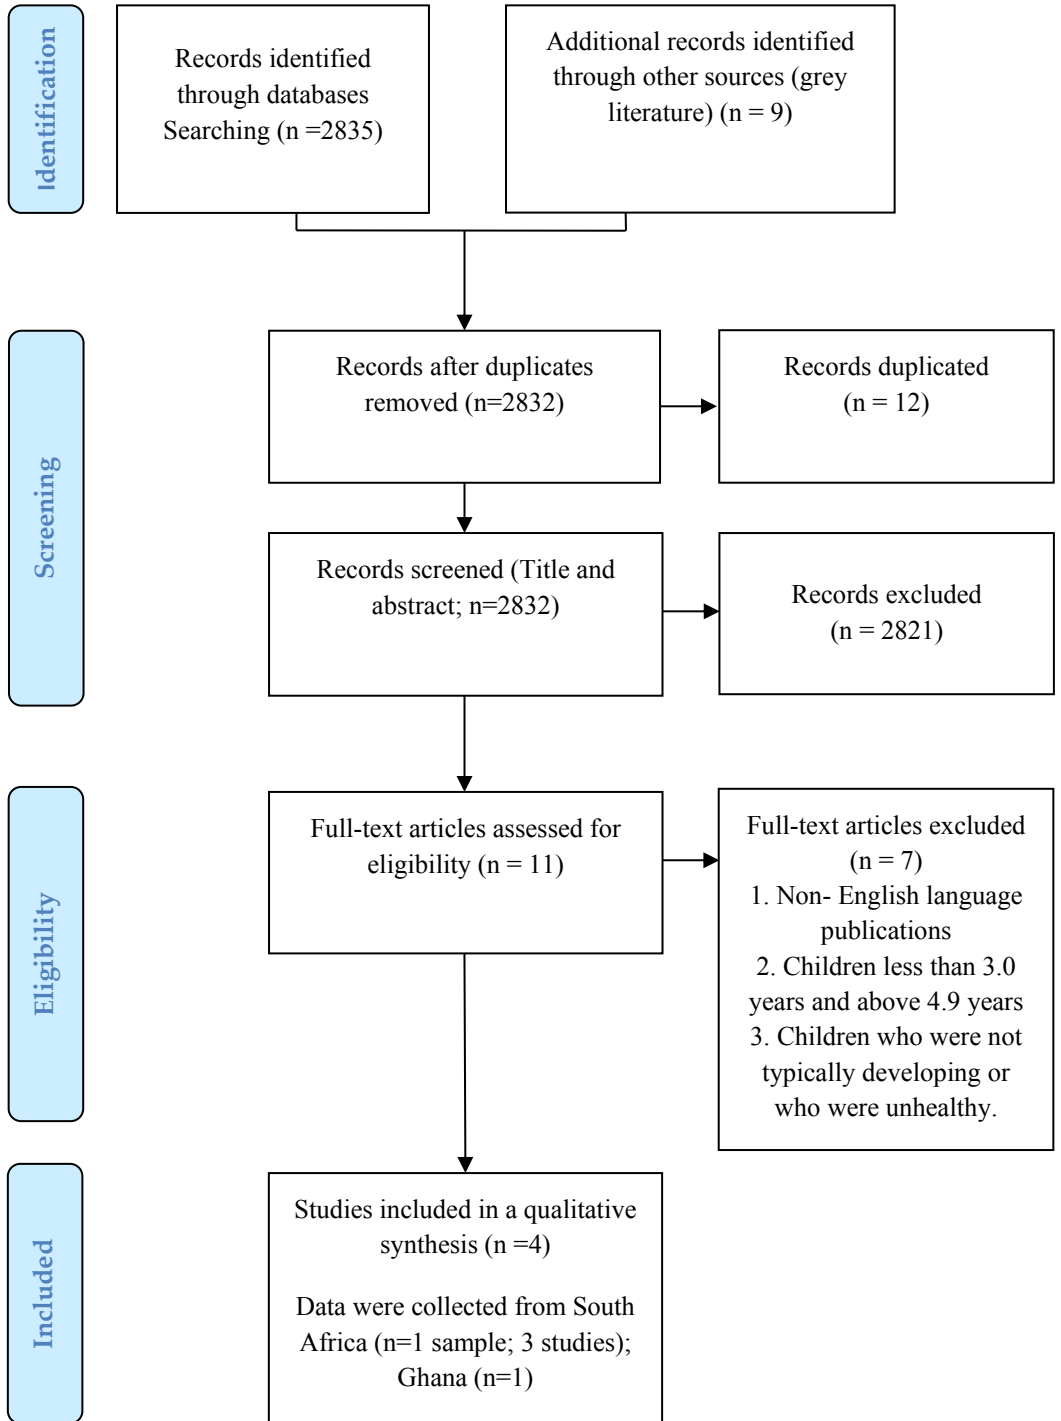 Identification
Records identified
through databases
Searching (n =2835)
Additional records identified
through other sources (grey
literature) (n = 9)
Screening
Records after duplicates
removed (n=2832)
Records duplicated
(n = 12)
Records screened (Title and
abstract; n=2832)
Records excluded
(n = 2821)
Eligibility
Full-text articles assessed for
eligibility (n = 11)
Full-text articles excluded
(n = 7)
1. Non- English language
publications
2. Children less than 3.0
years and above 4.9 years
3. Children who were not
typically developing or
who were unhealthy.
Included
Studies included in a qualitative
synthesis (n =4)
Data were collected from South
Africa (n=1 sample; 3 studies);
Ghana (n=1)